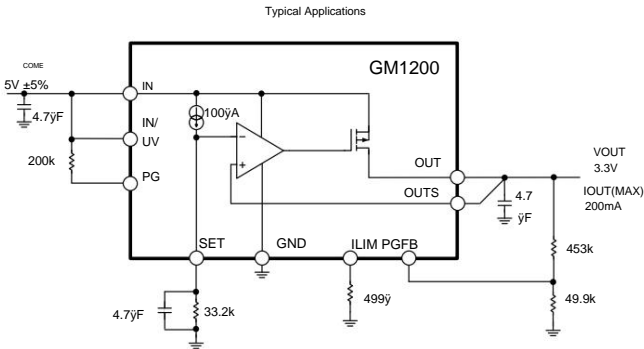 Typical Applications
GM1200
COME
5V ±5%
IN
4.7ÿF
100ÿA
IN/
UV
200k
PG
OUT
VOUT
3.3V
OUTS
IOUT(MAX)
200mA
4.7
ÿF
SET
GND
ILIM PGFB
453k
4.7ÿF
33.2k
499ÿ
49.9k